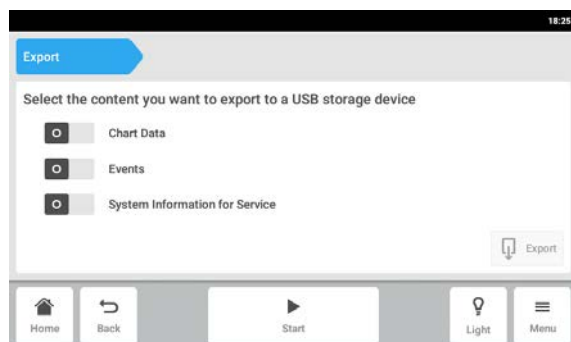 18:25
Export
Select the content you want to export to a USB storage device
Chart Data
Events
System Information for Service
Export
Home
Back
Start
Light
Menu